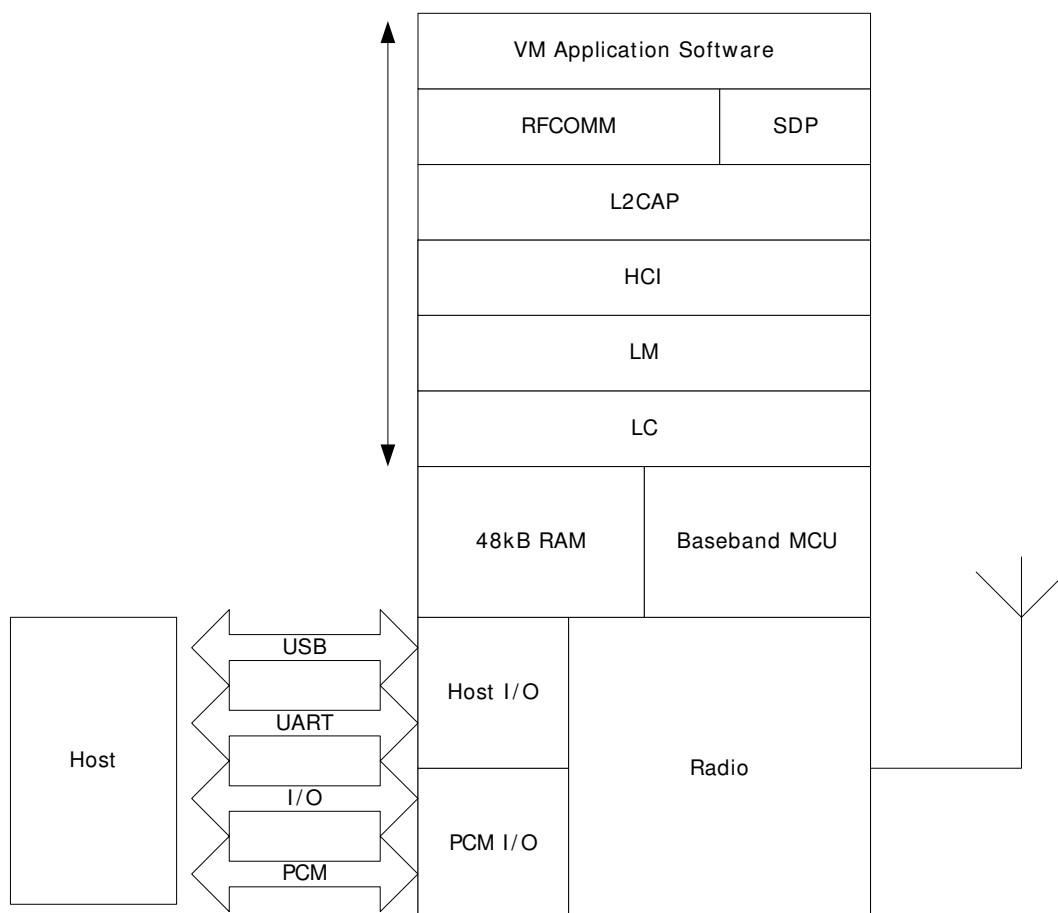 VM Application Software
RFCOMM
SDP
L2CAP
HCI
LM
LC
48kB RAM
Baseband MCU
USB
Host I/O
UART
Host
Radio
I/O
PCM I/O
PCM